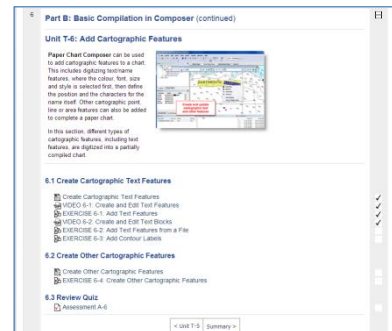 6
Part B: Basic Compilation in Composer (continued)
Unit T-6: Add Cartographic Features
Paper Chart Composer can be used
to add cartographic features to a chart.
This includes digitizing text/name
features, where the colour, font, size
and style is selected first, then define
the position and the characters for the
name itself. Other cartographic point,
line or area features can also be added
to complete a paper chart.
In this section, different types of
cartographic features, including text
features, are digitized into a partially
compiled chart.
6.1 Create Cartographic Text Features
Create Cartographic Text Features
VIDEO 6-1: Create and Edit Text Features
EXERCISE 6-1: Add Text Features
VIDEO 6-2: Create and Edit Text Blocks
EXERCISE 6-2: Add Text Features from a File
EXERCISE 6-3: Add Contour Labels
6.2 Create Other Cartographic Features
Create Other Cartographic Features
EXERCISE 6-4: Create Other Cartographic Features
6.3 Review Quiz
Assessment A-6
< Unit T-5
Summary >